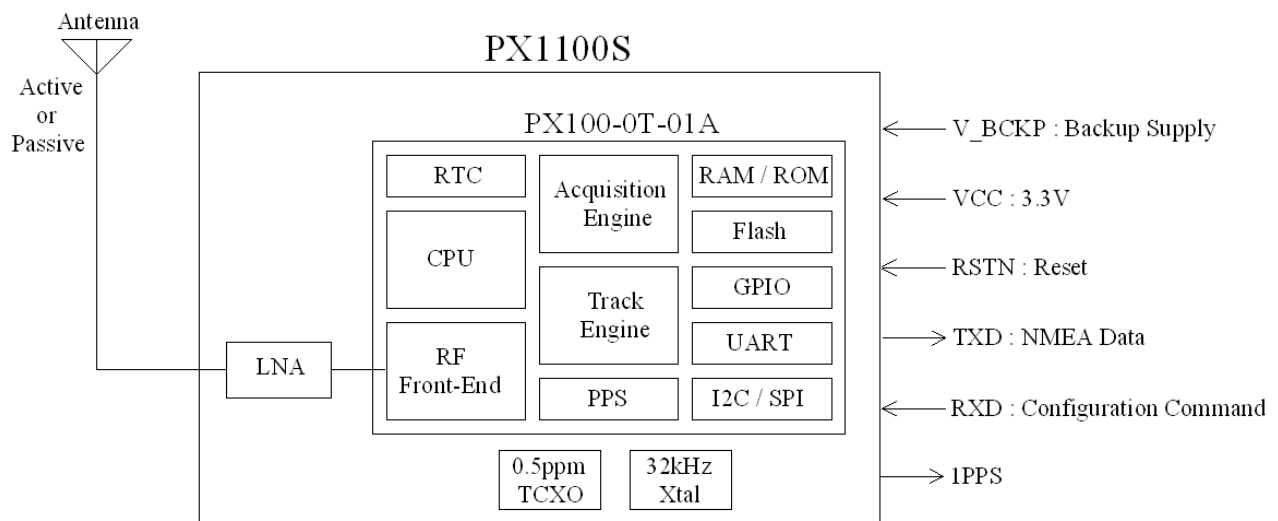 Antenna
PX1100S
Active
or
Passive
PX100-0T-01A
RTC
Acquisition
Engine
RAM / ROM
CPU
Flash
Track
Engine
GPIO
LNA
RF
Front-End
UART
PPS
I2C / SPI
0.5ppm
TCXO
32kHz
Xtal
V_BCKP : Backup Supply
VCC : 3.3V
RSTN : Reset
TXD : NMEA Data
RXD : Configuration Command
1PPS